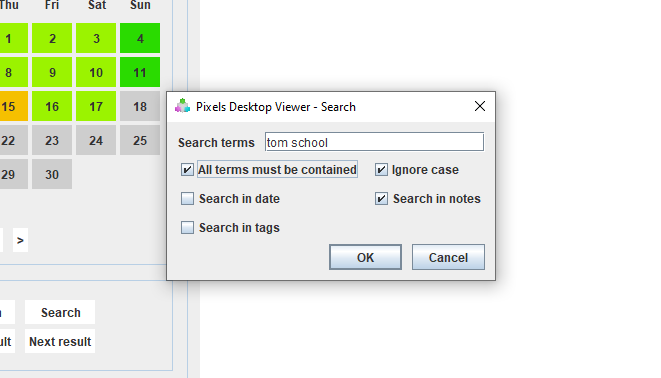 Thu Fri Sat Sun
1 2 3 4
8 9 10 11
15 16 17 18
22 23 24 25
29 30
>
Search
Next result
Pixels Desktop Viewer - Search
Search terms tom school
All terms must be contained Ignore case
Search in date Search in notes
Search in tags
OK Cancel